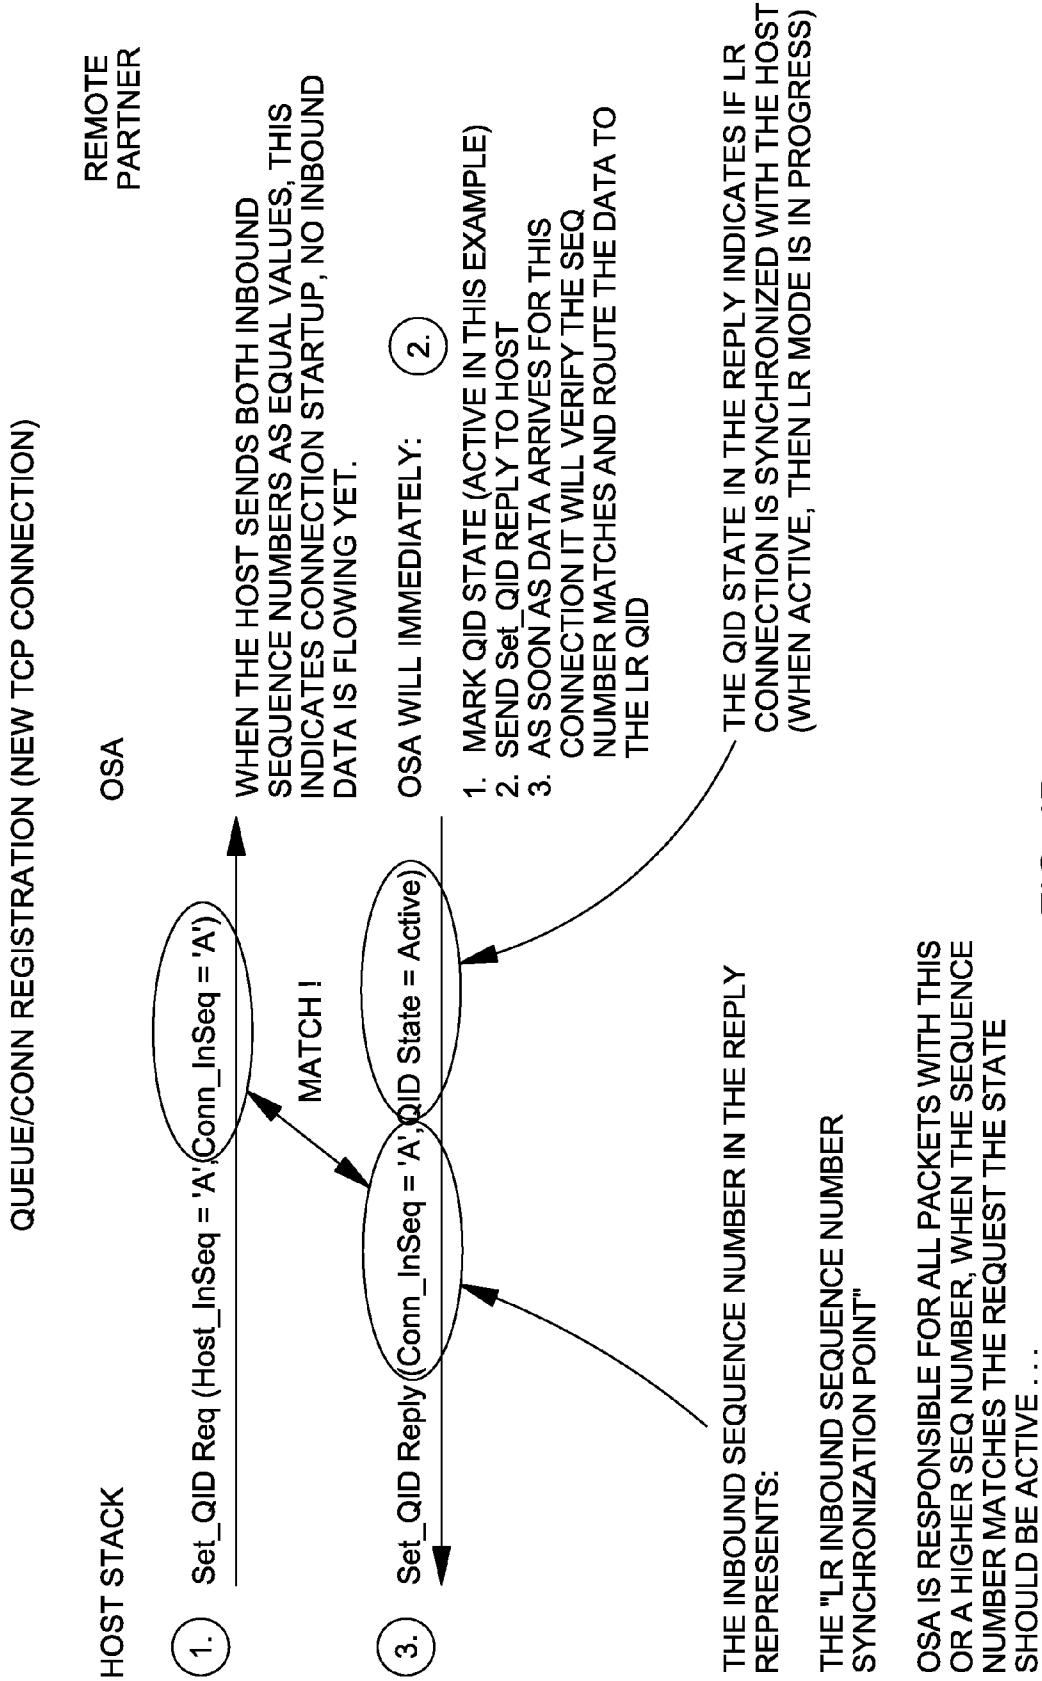 QUEUE/CONN REGISTRATION (NEW TCP CONNECTION)
HOST STACK
OSA
REMOTE
PARTNER
1.
Set_QID Req (Host_InSeq = 'A',Conn_InSeq = 'A')
WHEN THE HOST SENDS BOTH INBOUND
SEQUENCE NUMBERS AS EQUAL VALUES, THIS
INDICATES CONNECTION STARTUP, NO INBOUND
DATA IS FLOWING YET.
MATCH !
OSA WILL IMMEDIATELY:
2.
3.
Set_QID Reply (Conn_InSeq = 'A',QID State = Active)
1. MARK QID STATE (ACTIVE IN THIS EXAMPLE)
2. SEND Set_QID REPLY TO HOST
3. AS SOON AS DATA ARRIVES FOR THIS
CONNECTION IT WILL VERIFY THE SEQ
NUMBER MATCHES AND ROUTE THE DATA TO
THE LR QID
THE QID STATE IN THE REPLY INDICATES IF LR
CONNECTION IS SYNCHRONIZED WITH THE HOST
(WHEN ACTIVE, THEN LR MODE IS IN PROGRESS)
THE INBOUND SEQUENCE NUMBER IN THE REPLY
REPRESENTS:
THE "LR INBOUND SEQUENCE NUMBER
SYNCHRONIZATION POINT"
OSA IS RESPONSIBLE FOR ALL PACKETS WITH THIS
OR A HIGHER SEQ NUMBER, WHEN THE SEQUENCE
NUMBER MATCHES THE REQUEST THE STATE
SHOULD BE ACTIVE . . .